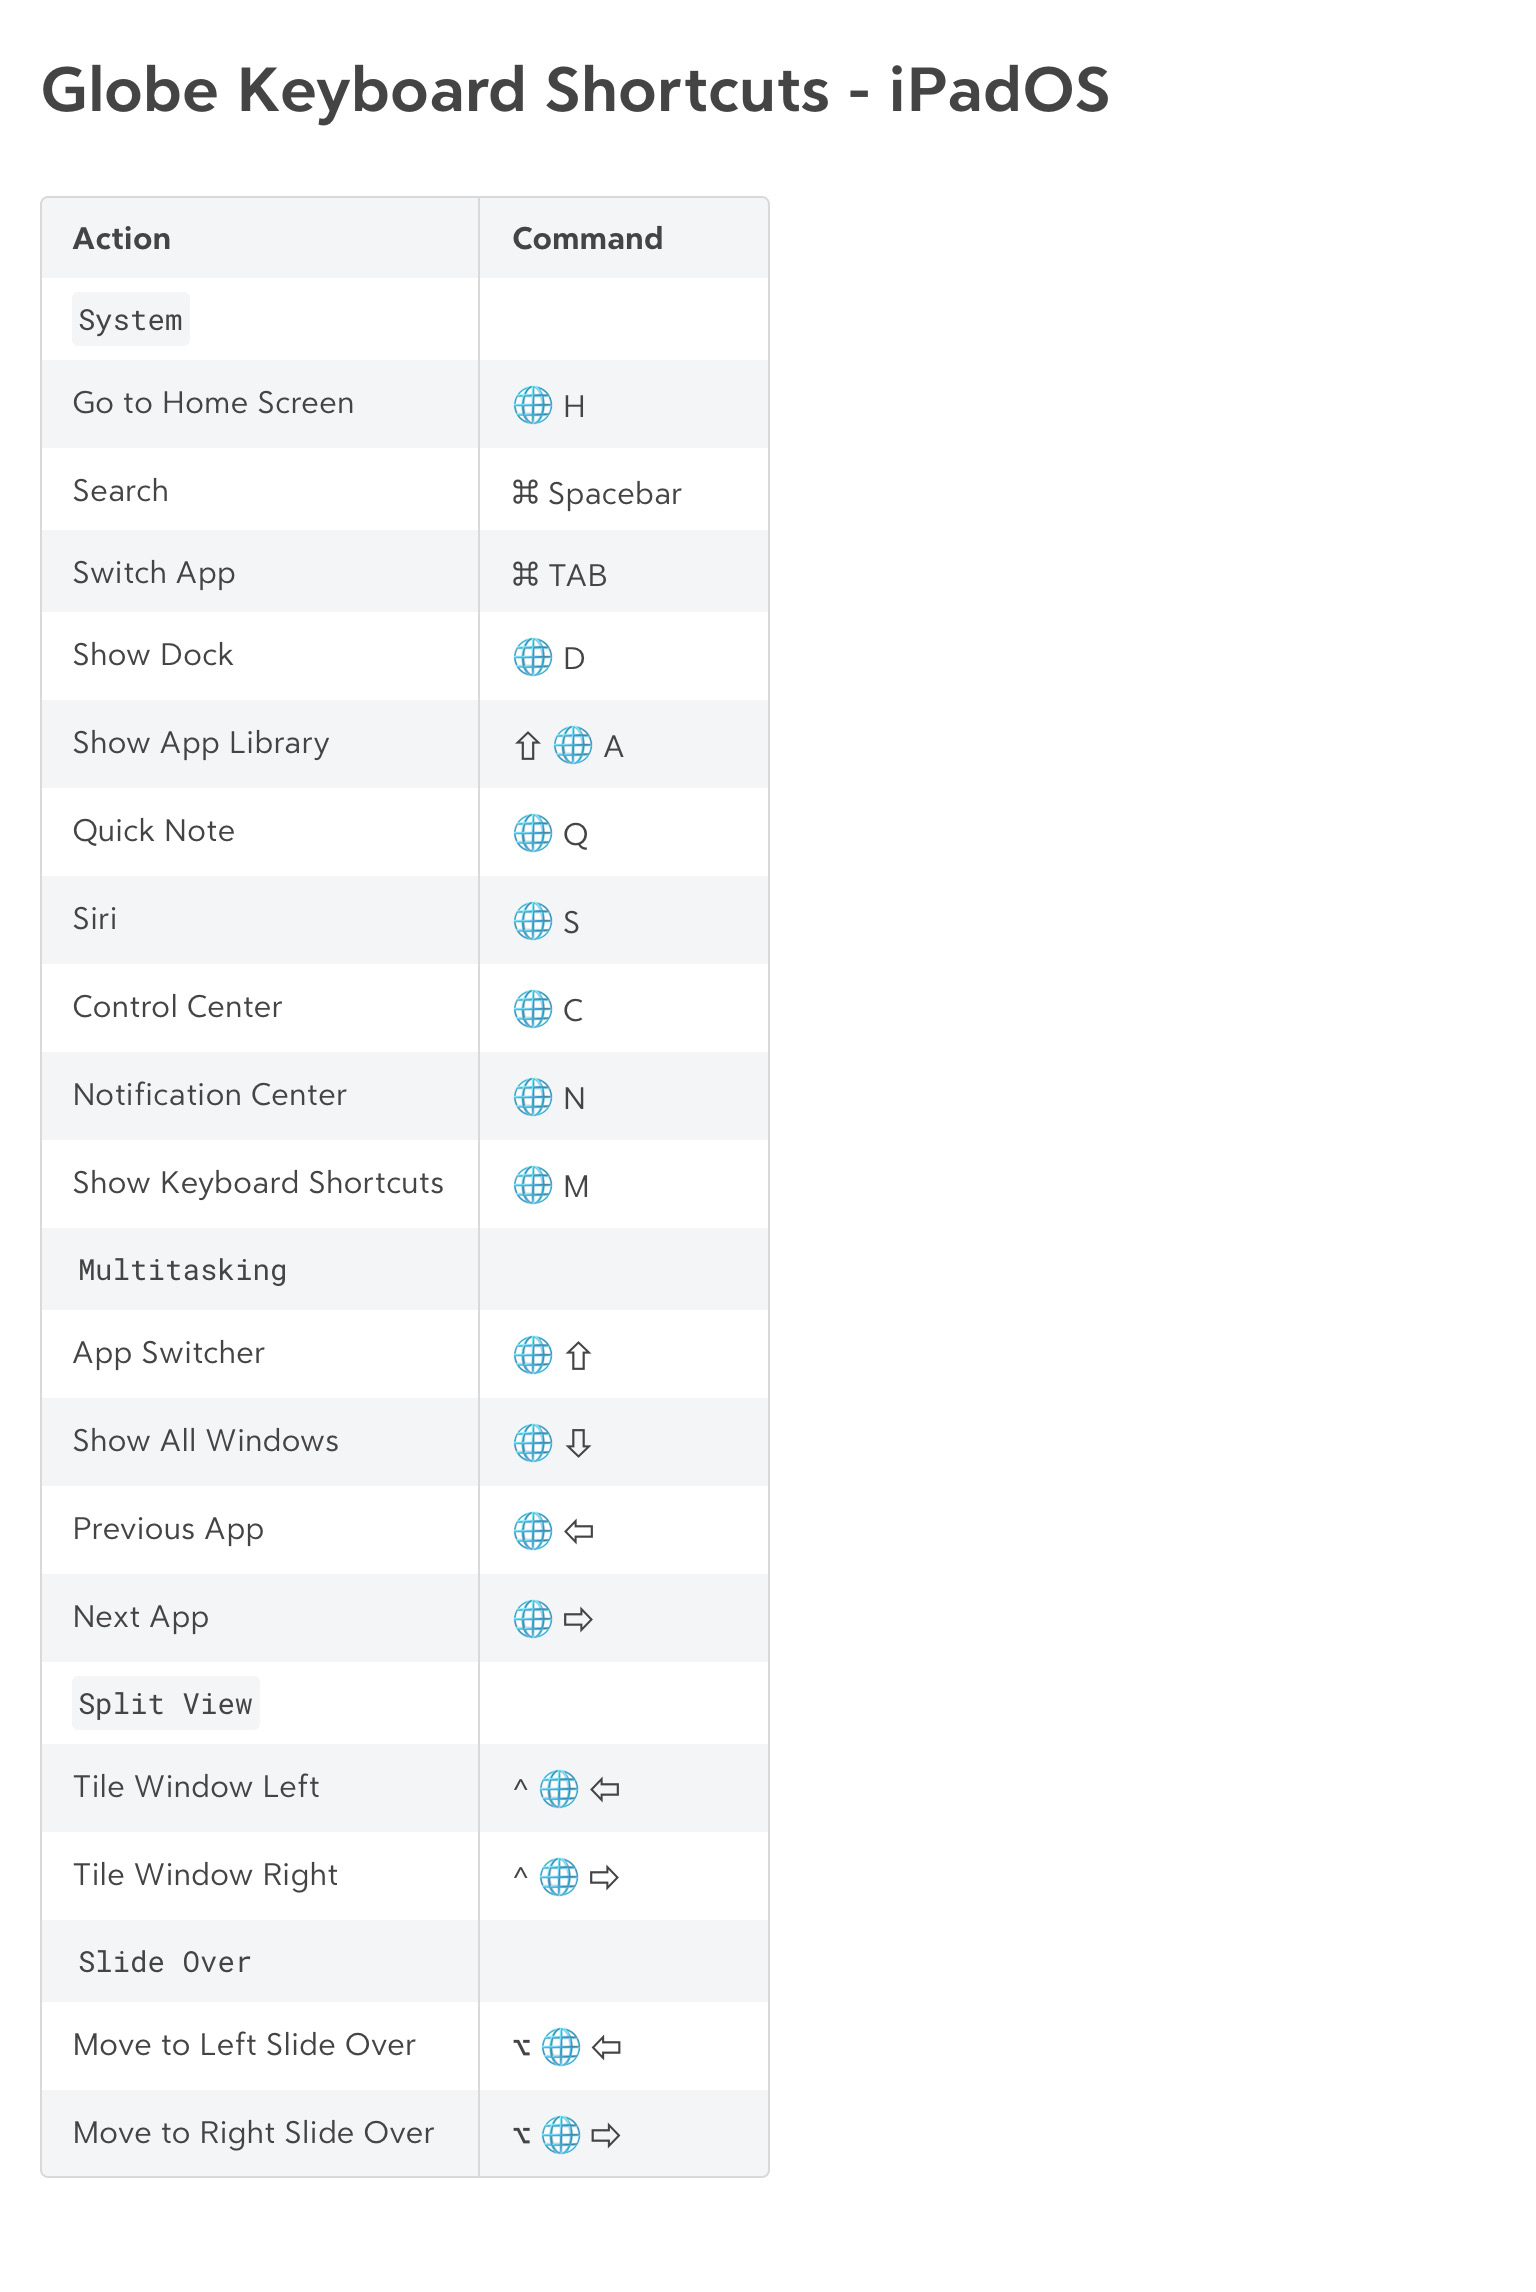 Globe Keyboard Shortcuts - iPadOS
Action Command
System
Go to Home Screen 🌐 H
Search ⌘ Spacebar
Switch App ⌘ TAB
Show Dock 🌐 D
Show App Library ⇧ 🌐 A
Quick Note 🌐 Q
Siri 🌐 S
Control Center 🌐 C
Notification Center 🌐 N
Show Keyboard Shortcuts 🌐 M
Multitasking
App Switcher 🌐 ⇧
Show All Windows 🌐 ⇩
Previous App 🌐 ⇦
Next App 🌐 ⇨
Split View
Tile Window Left ^ 🌐 ⇦
Tile Window Right ^ 🌐 ⇨
Slide Over
Move to Left Slide Over ⌥ 🌐 ⇦
Move to Right Slide Over ⌥ 🌐 ⇨